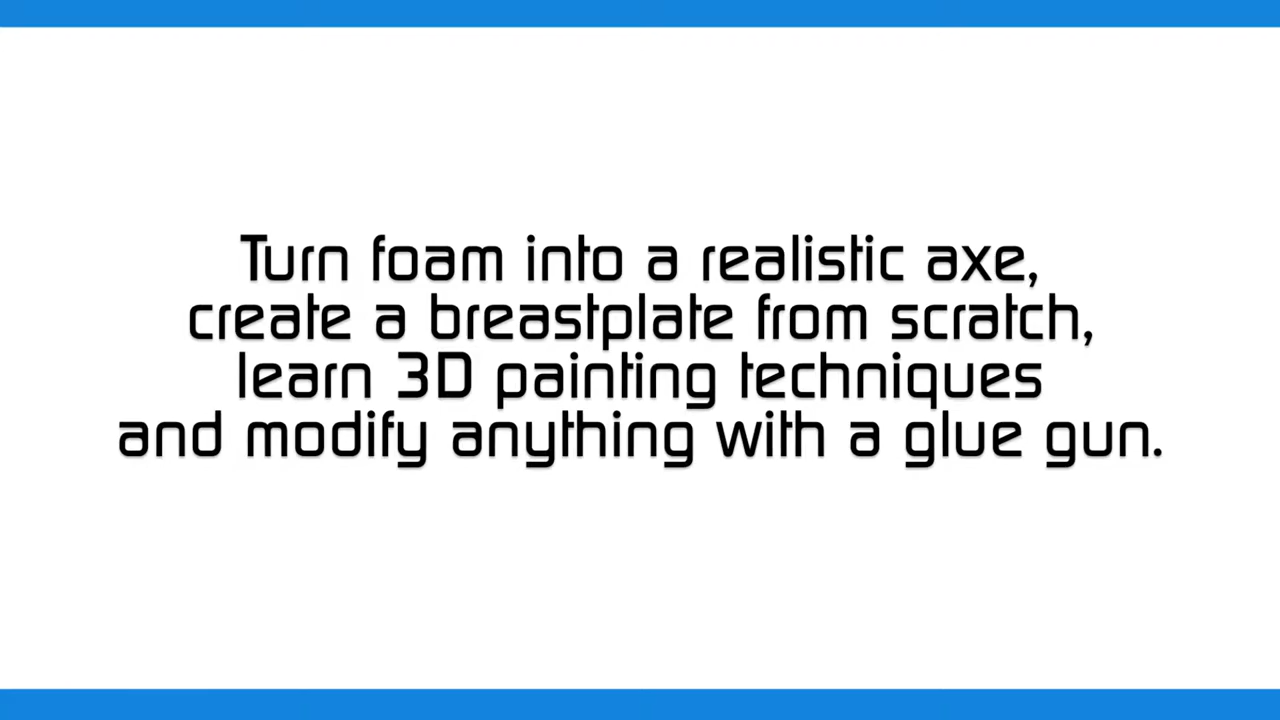 Turn foam into a realistic axe,
create a breastplate from scratch,
learn 3D painting techniques
and modify anything with a glue gun.